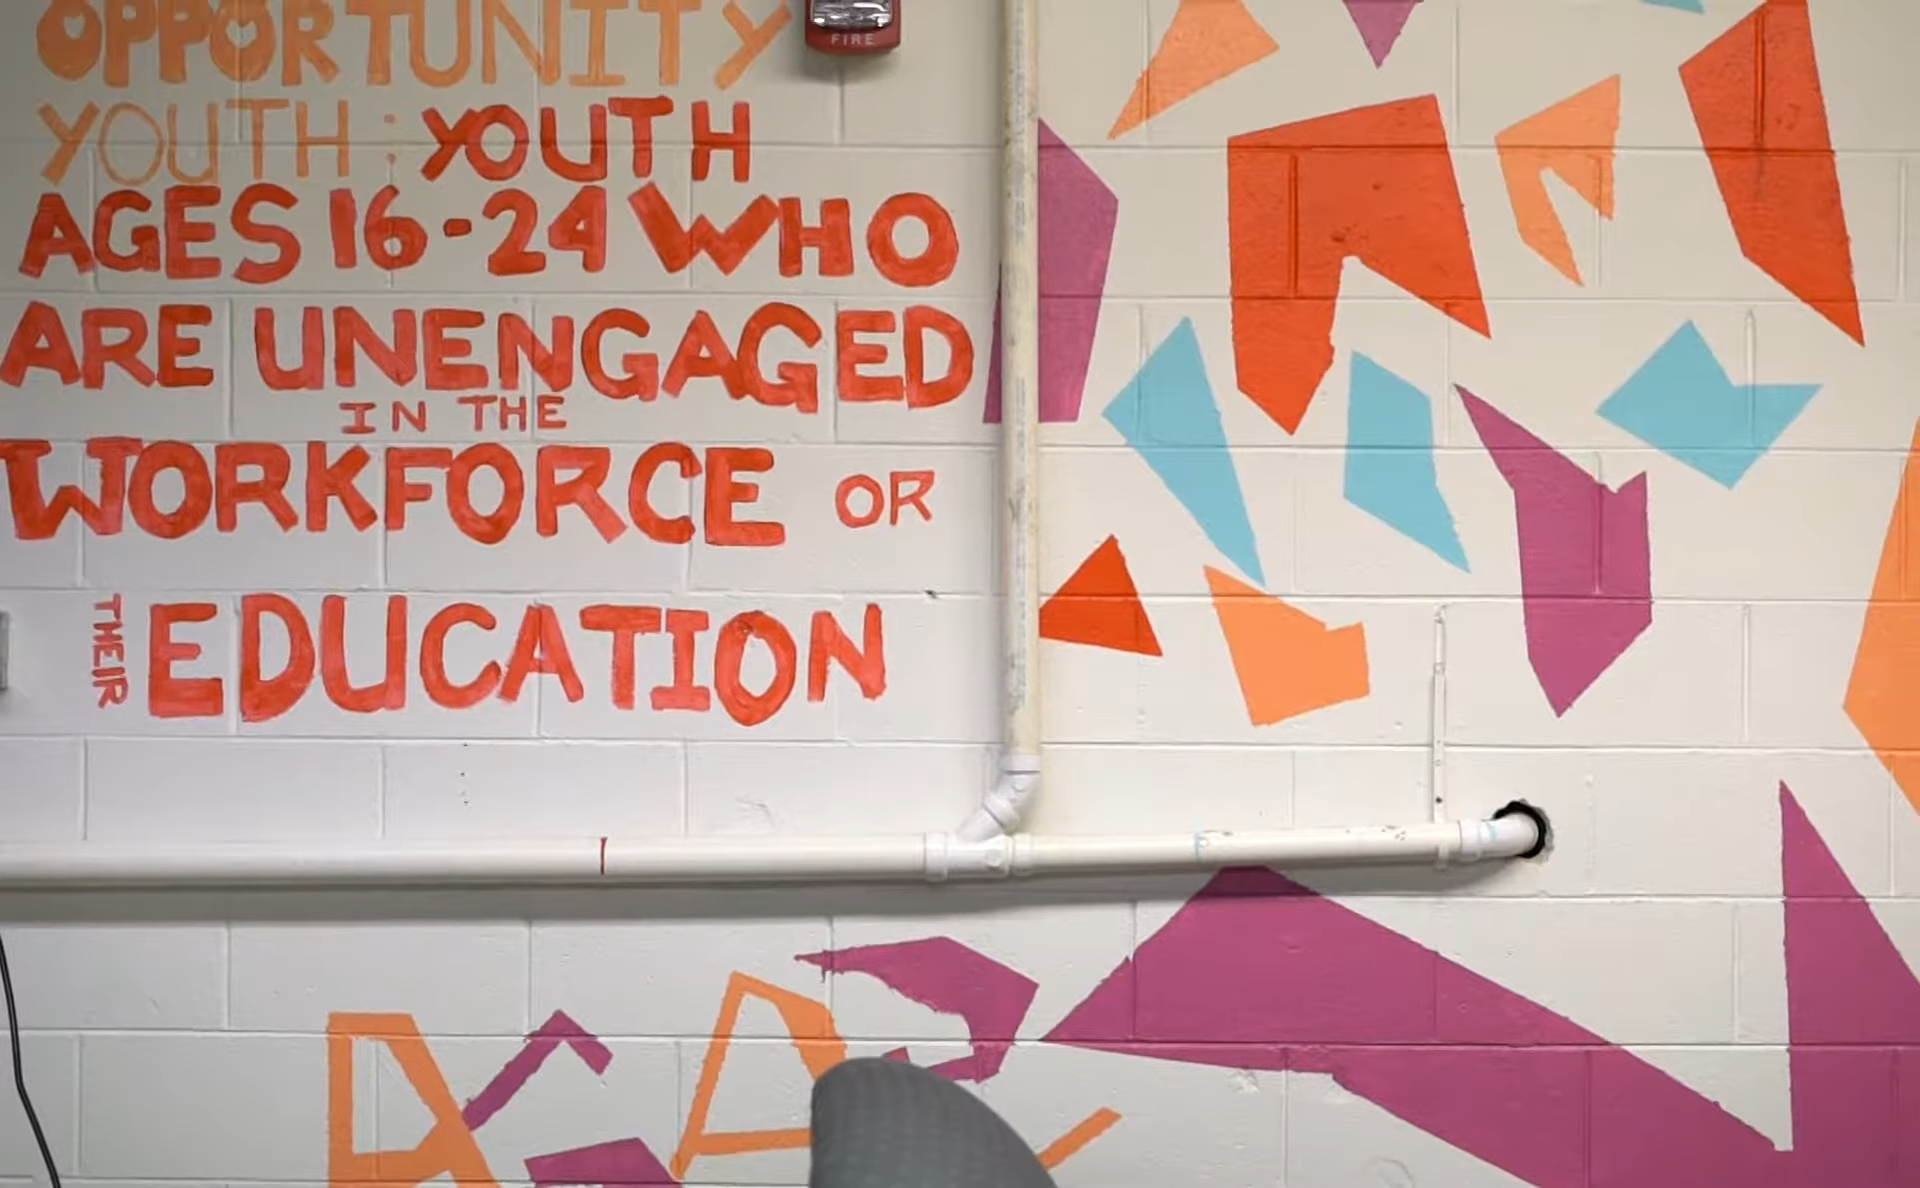 OPPORTUNITY
FIRE
YOUTH: YOUTH
AGES 16-24 WHO
ARE UNENGAGED
IN THE
WORKFORCE OR
THEIR EDUCATION